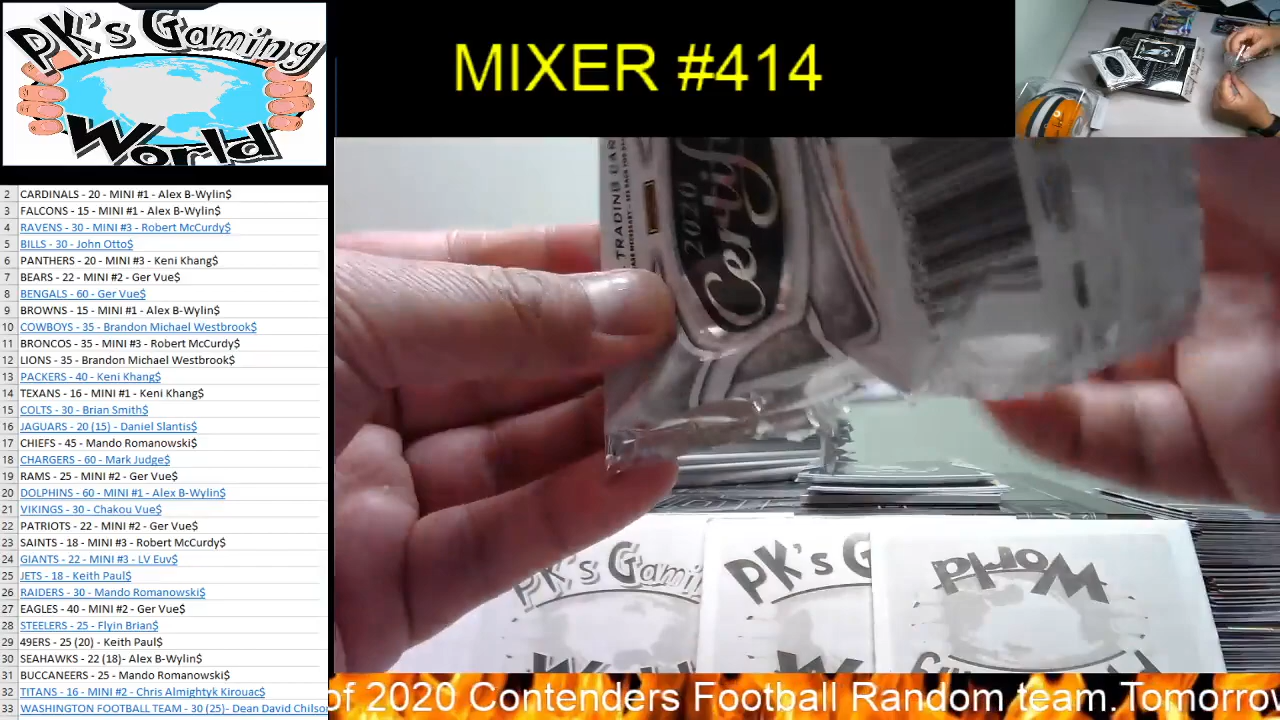 PK's Gaming
World
MIXER #414
2 CARDINALS - 20 - MINI #1 - Alex B-Wylin$
3 FALCONS - 15 - MINI #1 - Alex B-Wylin$
4 RAVENS - 30 - MINI #3 - Robert McCurdy$
5 BILLS - 30 - John Otto$
6 PANTHERS - 20 - MINI #3 - Keni Khang$
7 BEARS - 22 - MINI #2 - Ger Vue$
8 BENGALS - 60 - Ger Vue$
9 BROWNS - 15 - MINI #1 - Alex B-Wylin$
10 COWBOYS - 35 - Brandon Michael Westbrook$
11 BRONCOS - 35 - MINI #3 - Robert McCurdy$
12 LIONS - 35 - Brandon Michael Westbrook$
13 PACKERS - 40 - Keni Khang$
14 TEXANS - 16 - MINI #1 - Keni Khang$
15 COLTS - 30 - Brian Smith$
16 JAGUARS - 20 (15) - Daniel Slantis$
17 CHIEFS - 45 - Mando Romanowski$
18 CHARGERS - 60 - Mark Judge$
19 RAMS - 25 - MINI #2 - Ger Vue$
20 DOLPHINS - 60 - MINI #1 - Alex B-Wylin$
21 VIKINGS - 30 - Chakou Vue$
22 PATRIOTS - 22 - MINI #2 - Ger Vue$
23 SAINTS - 18 - MINI #3 - Robert McCurdy$
24 GIANTS - 22 - MINI #3 - LV Euv$
25 JETS - 18 - Keith Paul$
26 RAIDERS - 30 - Mando Romanowski$
27 EAGLES - 40 - MINI #2 - Ger Vue$
28 STEELERS - 25 - Flyin Brian$
29 49ERS - 25 (20) - Keith Paul$
30 SEAHAWKS - 22 (18)- Alex B-Wylin$
31 BUCCANEERS - 25 - Mando Romanowski$
32 TITANS - 16 - MINI #2 - Chris Almightyk Kirouac$
33 WASHINGTON FOOTBALL TEAM - 30 (25)- Dean David Chilso
TRADING CAR
2020
Certif
PK's Gami
PK's G
World
of 2020 Contenders Football Random team.Tomorrow